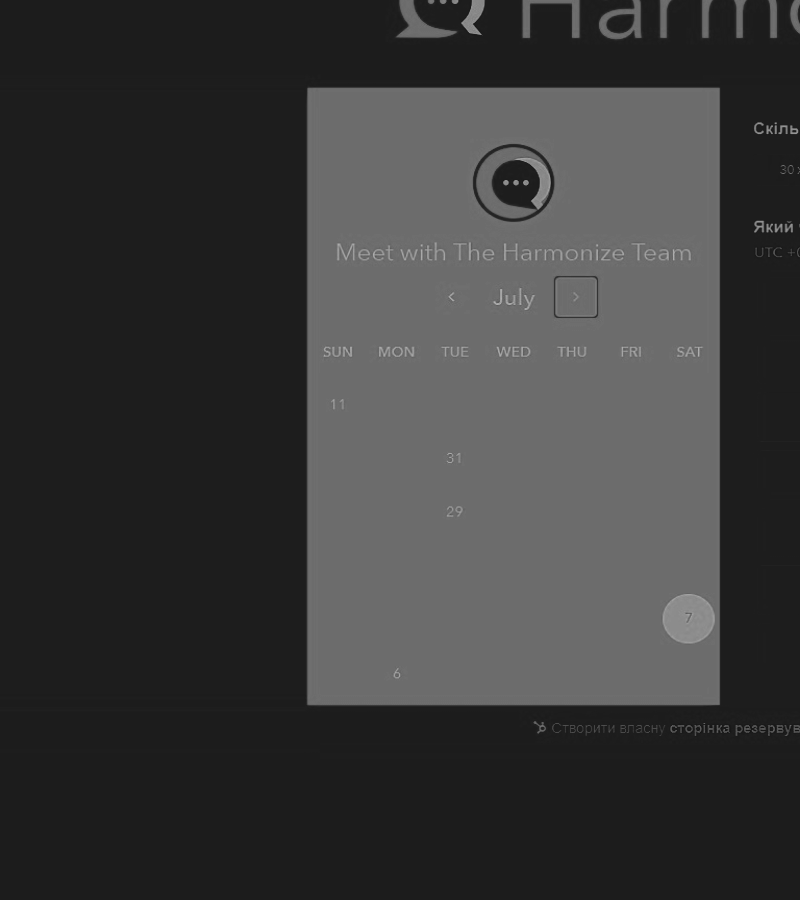 Harmo
Meet with The Harmonize Team
July
SUN MON TUE WED THU FRI SAT
11
31
29
7
6
Скіль
30 х
Який ч
UTC +0
Створити власну сторінка резервув